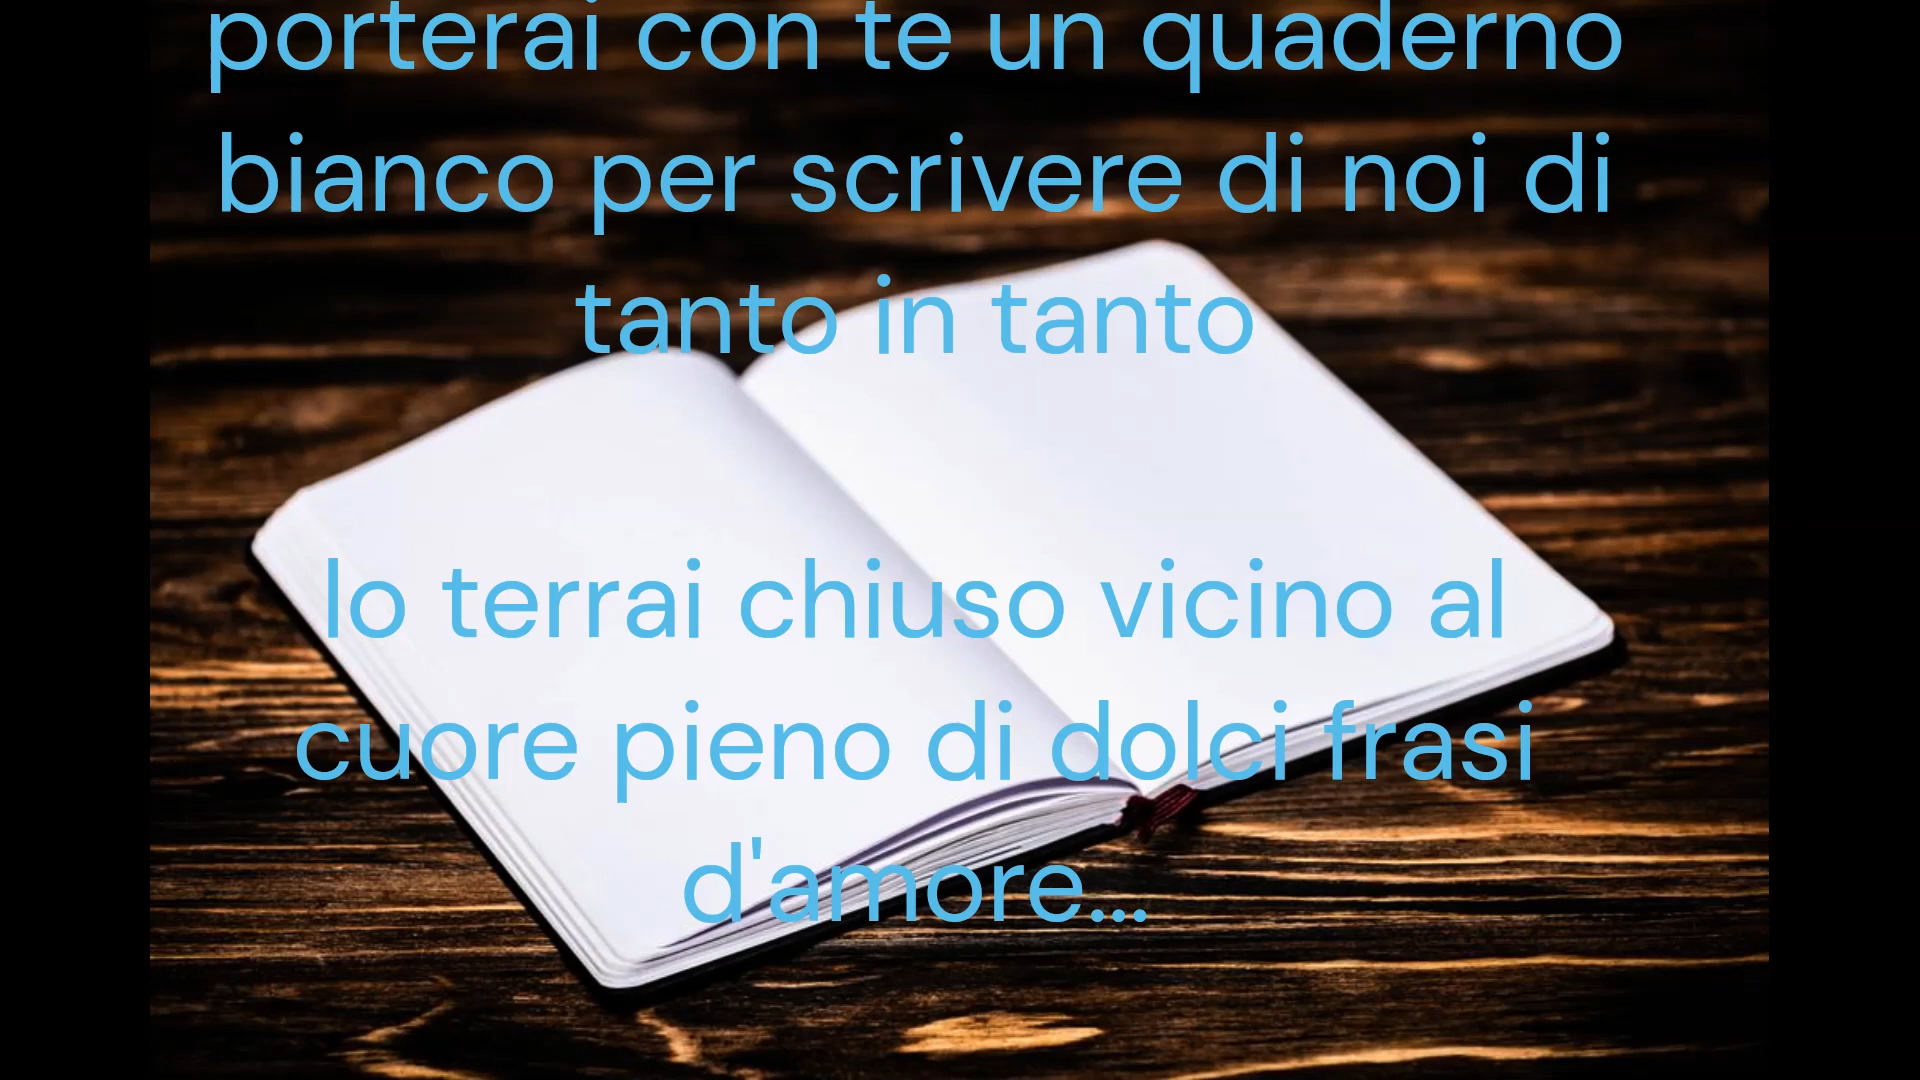 porterai con te un quaderno
bianco per scrivere di noi di
tanto in tanto
lo terrai chiuso vicino al
cuore pieno di dolci frasi
d'amore...